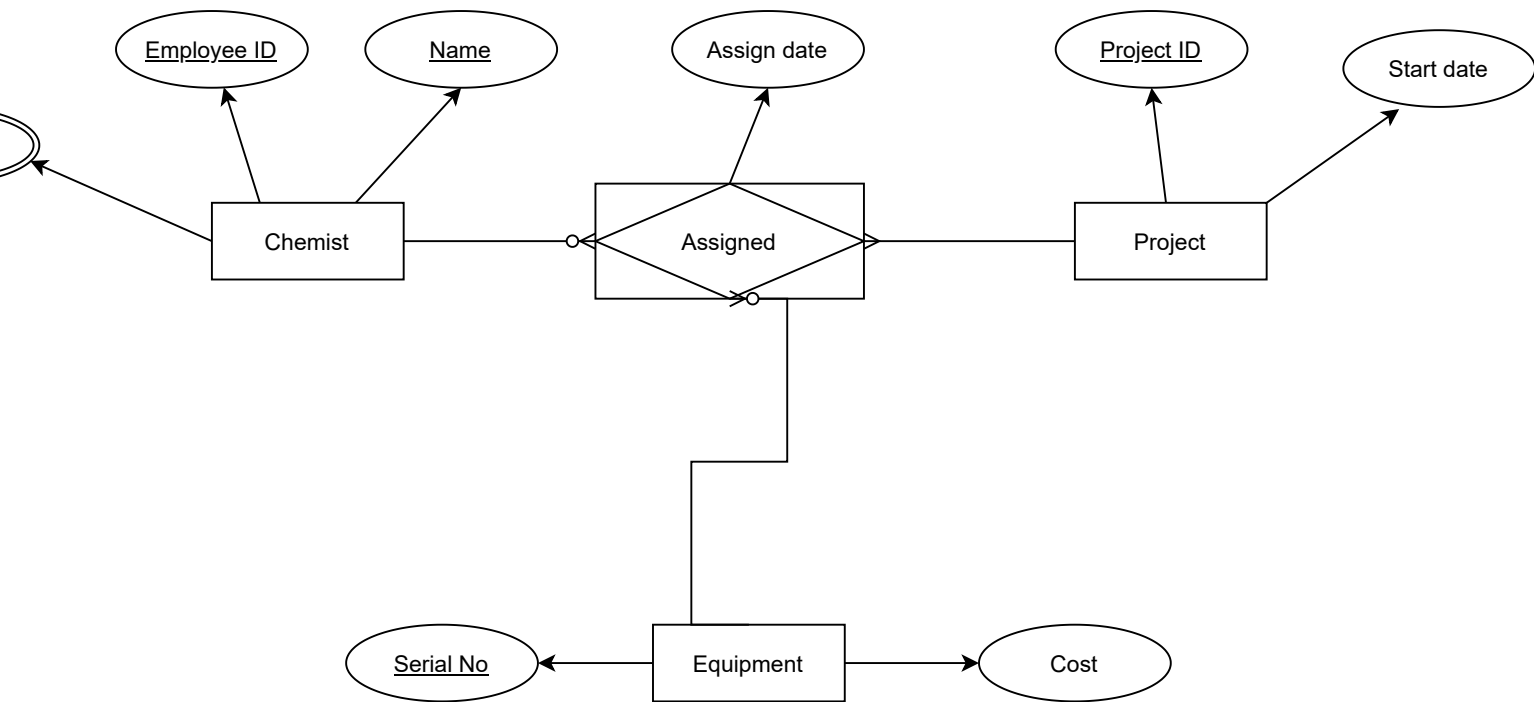 Employee ID
Name
Assign date
Project ID
Start date
Chemist
Assigned
Project
Serial No
Equipment
Cost